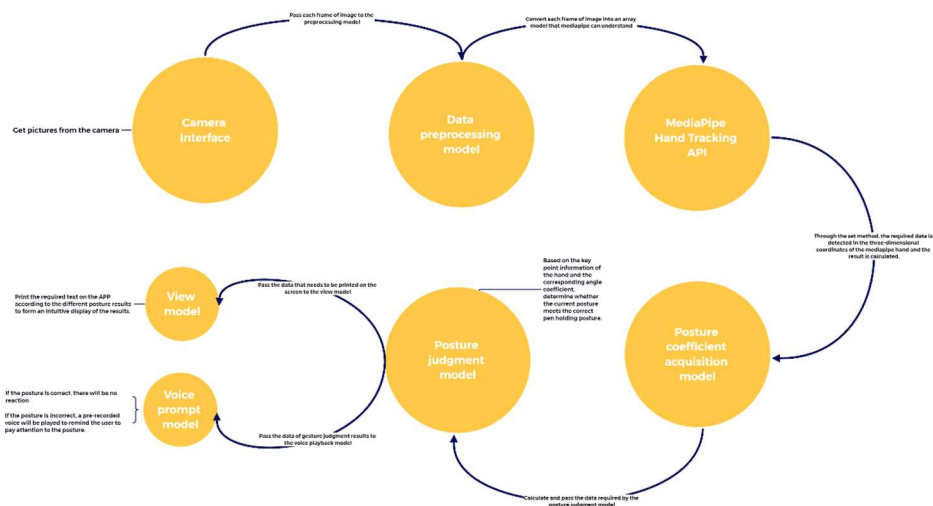 Pass each frame of image to the
preprocessing model
Convert each frame of image into an array
model that mediapipe can understand
Get pictures from the camera
Camera
Interface
Data
preprocessing
model
MediaPipe
Hand Tracking
API
Through the set method, the required data is
detected in the three-dimensional
coordinates of the mediapipe hand and the
result is calculated.
Based on the key
point information of
the hand and the
corresponding angle
coefficient,
determine whether
the current posture
meets the correct
pen holding posture.
Pass the data that needs to be printed on the
screen to the view model
Print the required text on the APP
according to the different posture results
to form an intuitive display of the results.
View
model
Posture
judgment
model
Posture
coefficient
acquisition
model
If the posture is correct, there will be no
reaction
If the posture is incorrect, a pre-recorded
voice will be played to remind the user to
pay attention to the posture
Voice
prompt
model
Pass the data of gesture judgment results to
the voice playback model
Calculate and pass the data required by the
posture judgment model